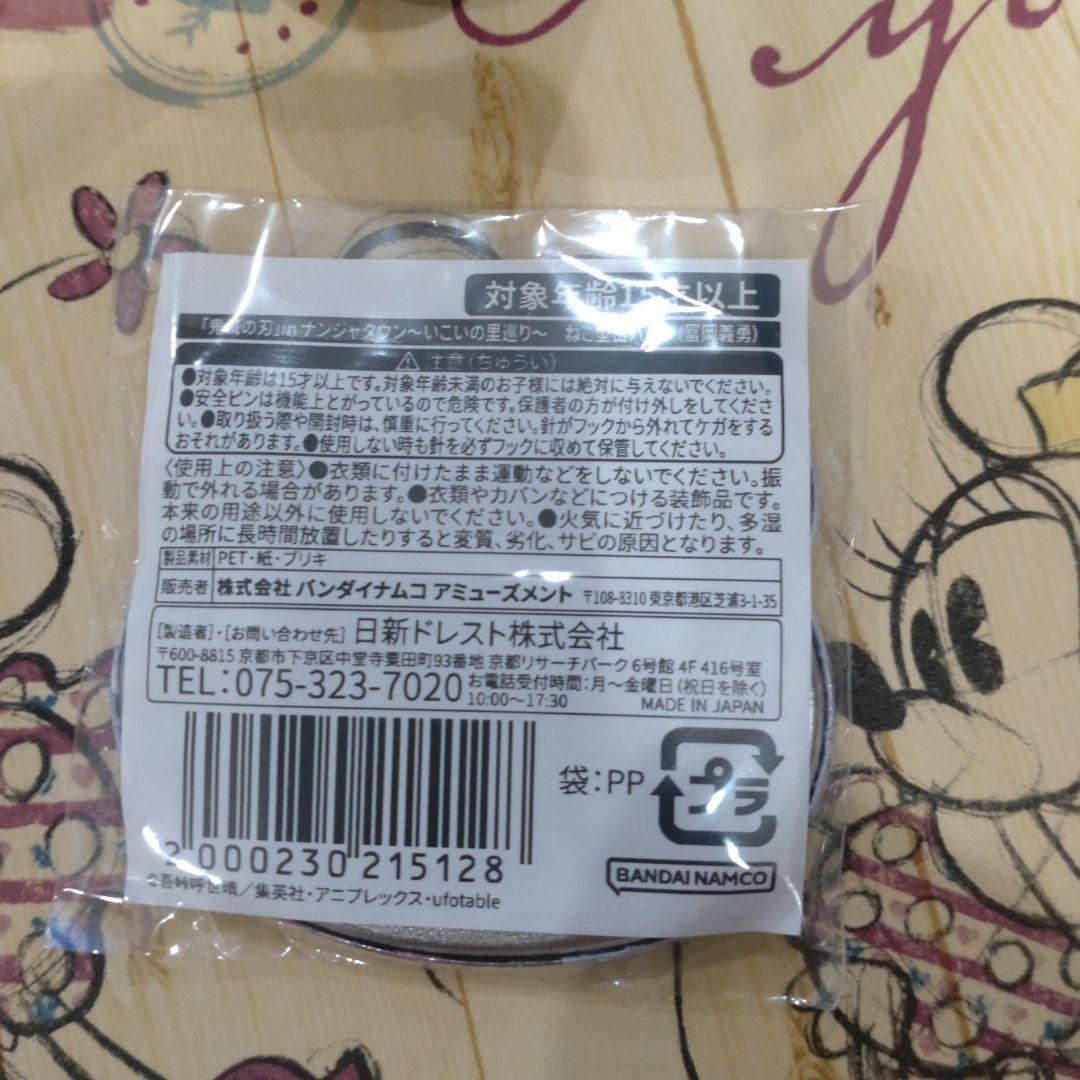 yo
対象年齢15才以上
「鬼滅の刃」in ナンジャタウン～いこいの里巡り～ ねこ型缶 (冨岡義勇)
⚠注意(ちゅうい)
●対象年齢は15才以上です。対象年齢未満のお子様には絶対に与えないでください。
●安全ピンは機能上とがっているので危険です。保護者の方が付け外しをしてくださ
い。●取り扱う際や開封時は、慎重に行ってください。針がフックから外れてケガをする
おそれがあります。●使用しない時も針を必ずフックに収めて保管してください。
〈使用上の注意〉●衣類に付けたまま運動などをしないでください。振
動で外れる場合があります。●衣類やカバンなどにつける装飾品です。
本来の用途以外に使用しないでください。●火気に近づけたり、多湿
の場所に長時間放置したりすると変質、劣化、サビの原因となります。
製品素材 PET・紙・ブリキ
販売者 株式会社 バンダイナムコ アミューズメント 〒108-8310 東京都港区芝浦3-1-35
[製造者]・[お問い合わせ先] 日新ドレスト株式会社
〒600-8815 京都市下京区中堂寺粟田町93番地 京都リサーチパーク 6号館 4F 416号室
TEL:075-323-7020 お電話受付時間:月～金曜日(祝日を除く)
10:00～17:30 MADE IN JAPAN
袋:PP プラ
2 000230 215128
BANDAI NAMCO
©吾峠呼世晴／集英社・アニプレックス・ufotable